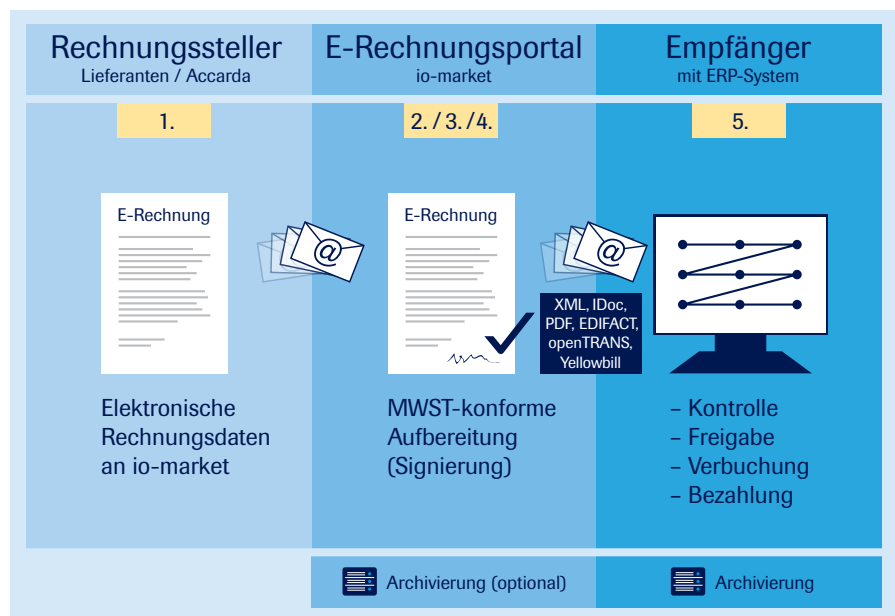 Rechnungssteller
Lieferanten / Accarda
E-Rechnungsportal
io-market
Empfänger
mit ERP-System
1.
2. / 3. /4.
5.
E-Rechnung
@
E-Rechnung
@
XML, IDoc,
PDF, EDIFACT,
openTRANS,
Yellowbill
Elektronische
Rechnungsdaten
an io-market
MWST-konforme
Aufbereitung
(Signierung)
– Kontrolle
– Freigabe
– Verbuchung
– Bezahlung
Archivierung (optional)
Archivierung